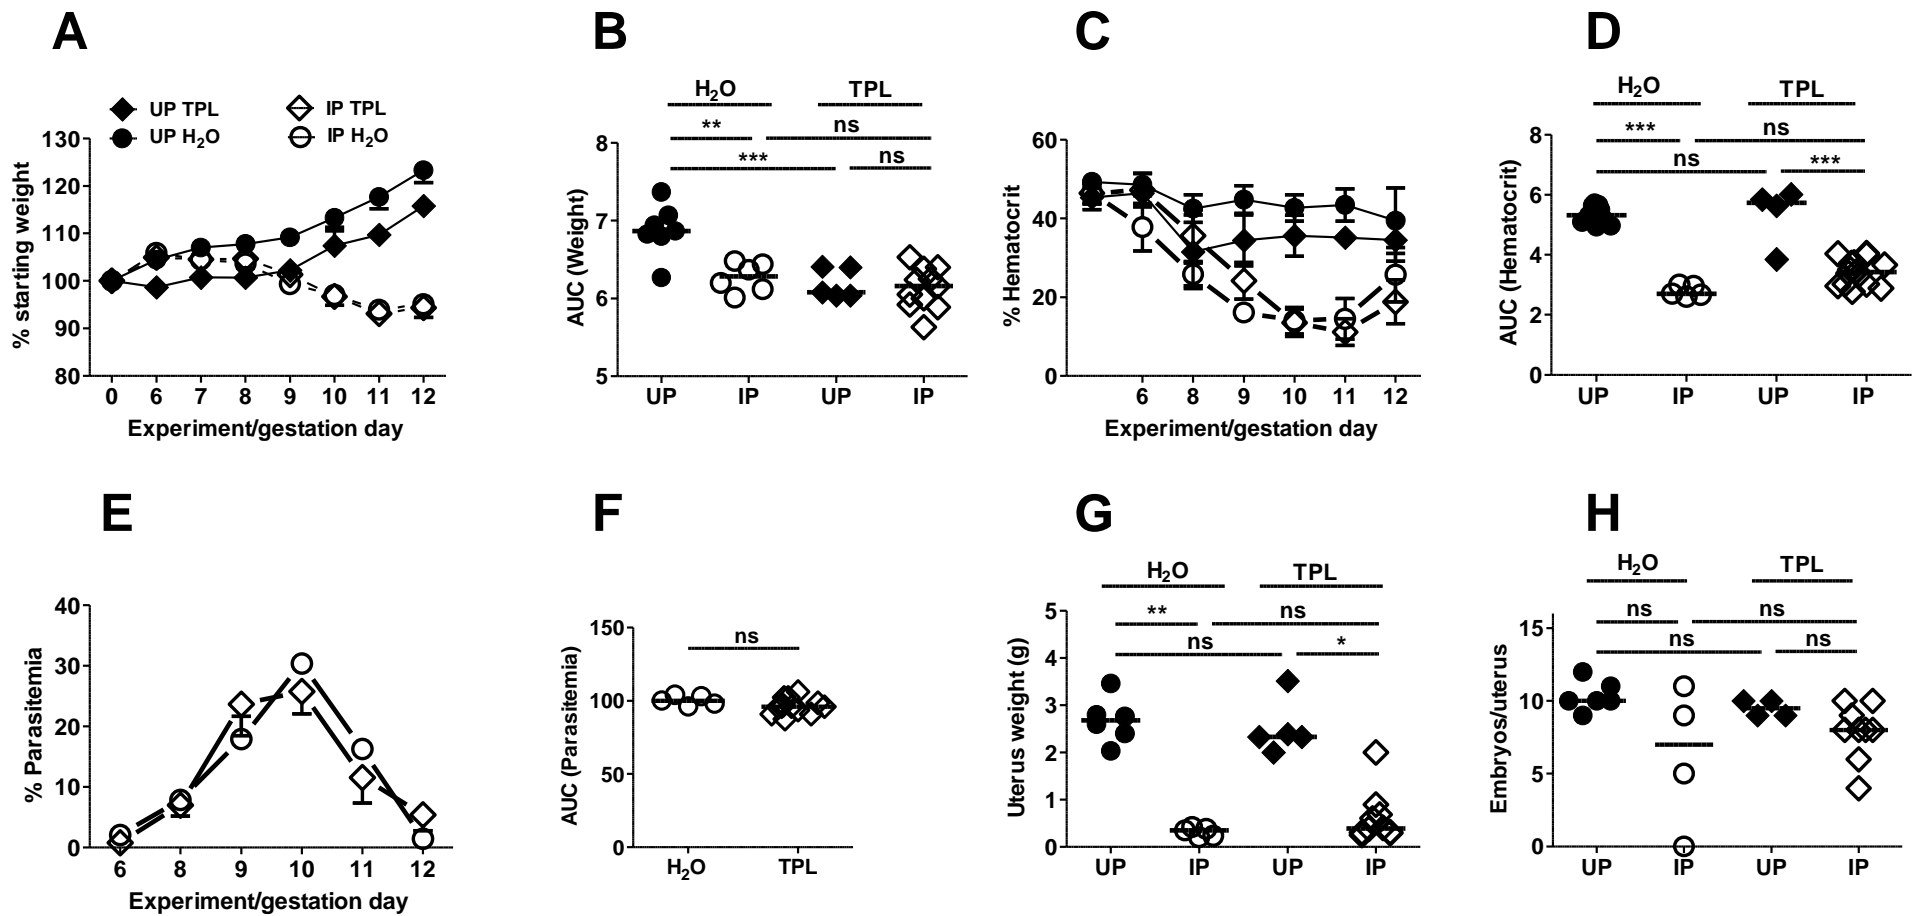 A
UP TPL
IP TPL
UP H₂O
IP H₂O
130
120
110
100
90
80
% starting weight
0 6 7 8 9 10 11 12
Experiment/gestation day
B
H₂O TPL
** ns
*** ns
8
7
6
5
AUC (Weight)
UP IP UP IP
C
60
40
20
0
% Hematocrit
6 8 9 10 11 12
Experiment/gestation day
D
H₂O TPL
*** ns
ns ***
8
6
4
2
0
AUC (Hematocrit)
UP IP UP IP
E
40
30
20
10
0
% Parasitemia
6 8 9 10 11 12
Experiment/gestation day
F
ns
150
100
50
0
AUC (Parasitemia)
H₂O TPL
G
H₂O TPL
** ns
ns *
5
4
3
2
1
0
Uterus weight (g)
UP IP UP IP
H
H₂O TPL
ns ns
ns ns
15
10
5
0
Embryos/uterus
UP IP UP IP